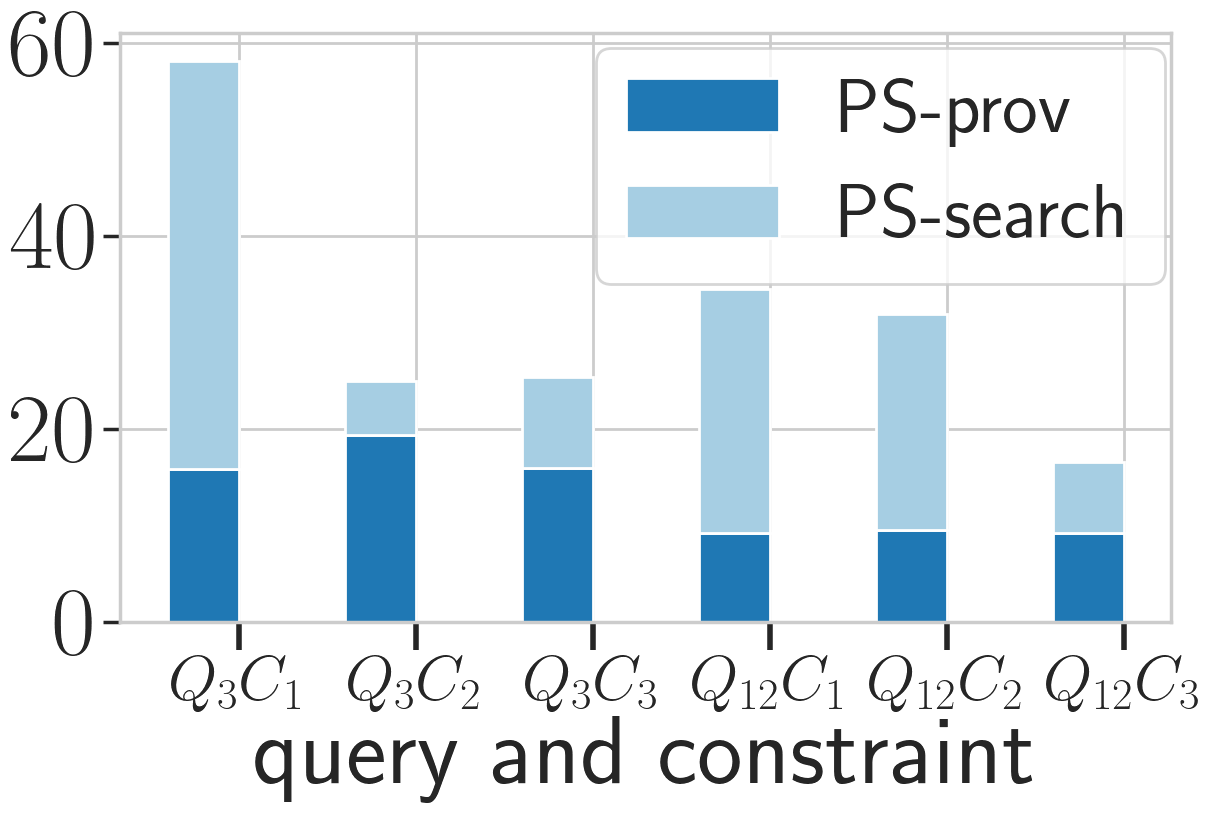 60
40
20
0
PS-prov
PS-search
Q₃C₁ Q₃C₂ Q₃C₃ Q₁₂C₁ Q₁₂C₂ Q₁₂C₃
query and constraint